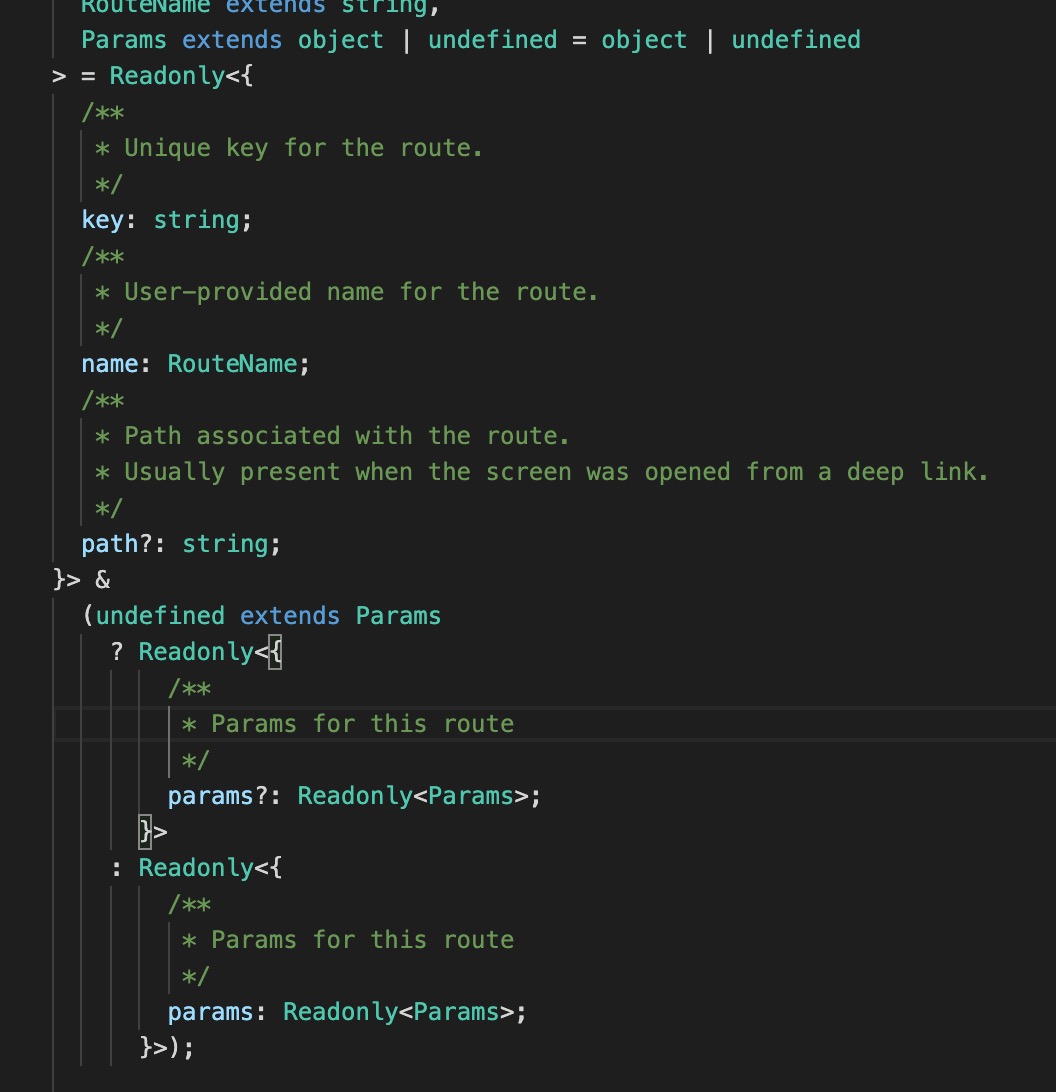 RouteName extends string,
Params extends object | undefined = object | undefined
> = Readonly<{
/**
* Unique key for the route.
*/
key: string;
/**
* User-provided name for the route.
*/
name: RouteName;
/**
* Path associated with the route.
* Usually present when the screen was opened from a deep link.
*/
path?: string;
}> &
(undefined extends Params
? Readonly<{
/**
* Params for this route
*/
params?: Readonly<Params>;
}>
: Readonly<{
/**
* Params for this route
*/
params: Readonly<Params>;
}>);